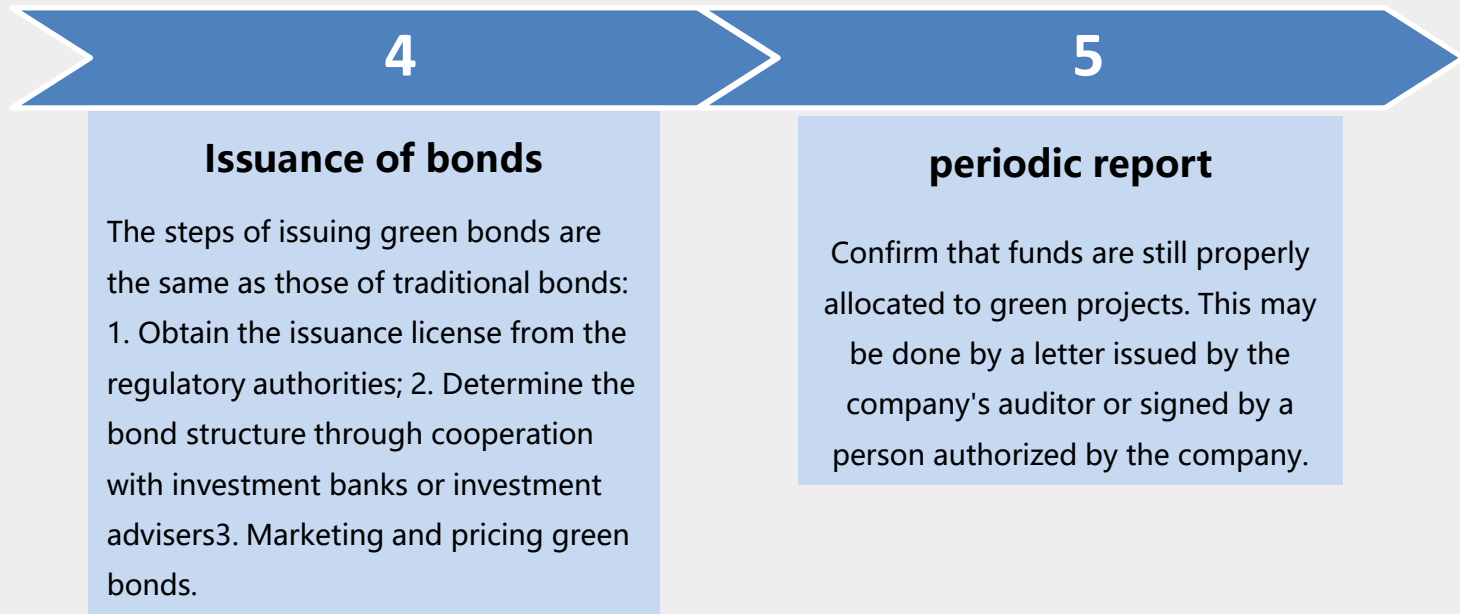 4
Issuance of bonds
The steps of issuing green bonds are
the same as those of traditional bonds:
1. Obtain the issuance license from the
regulatory authorities; 2. Determine the
bond structure through cooperation
with investment banks or investment
advisers3. Marketing and pricing green
bonds.
5
periodic report
Confirm that funds are still properly
allocated to green projects. This may
be done by a letter issued by the
company's auditor or signed by a
person authorized by the company.